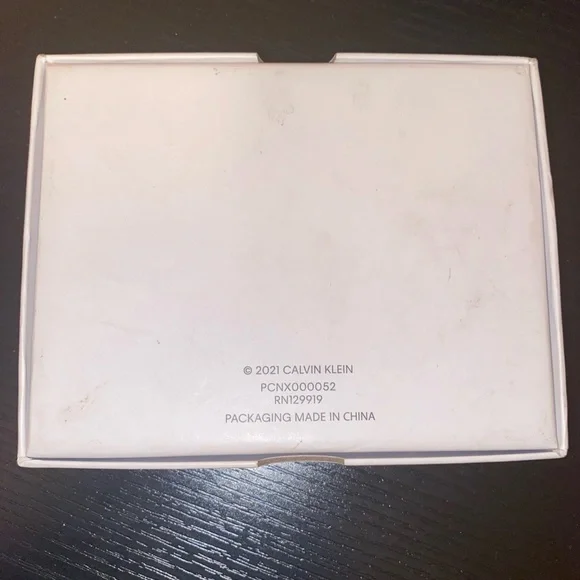 © 2021 CALVIN KLEIN
PCNX000052
RN129919
PACKAGING MADE IN CHINA